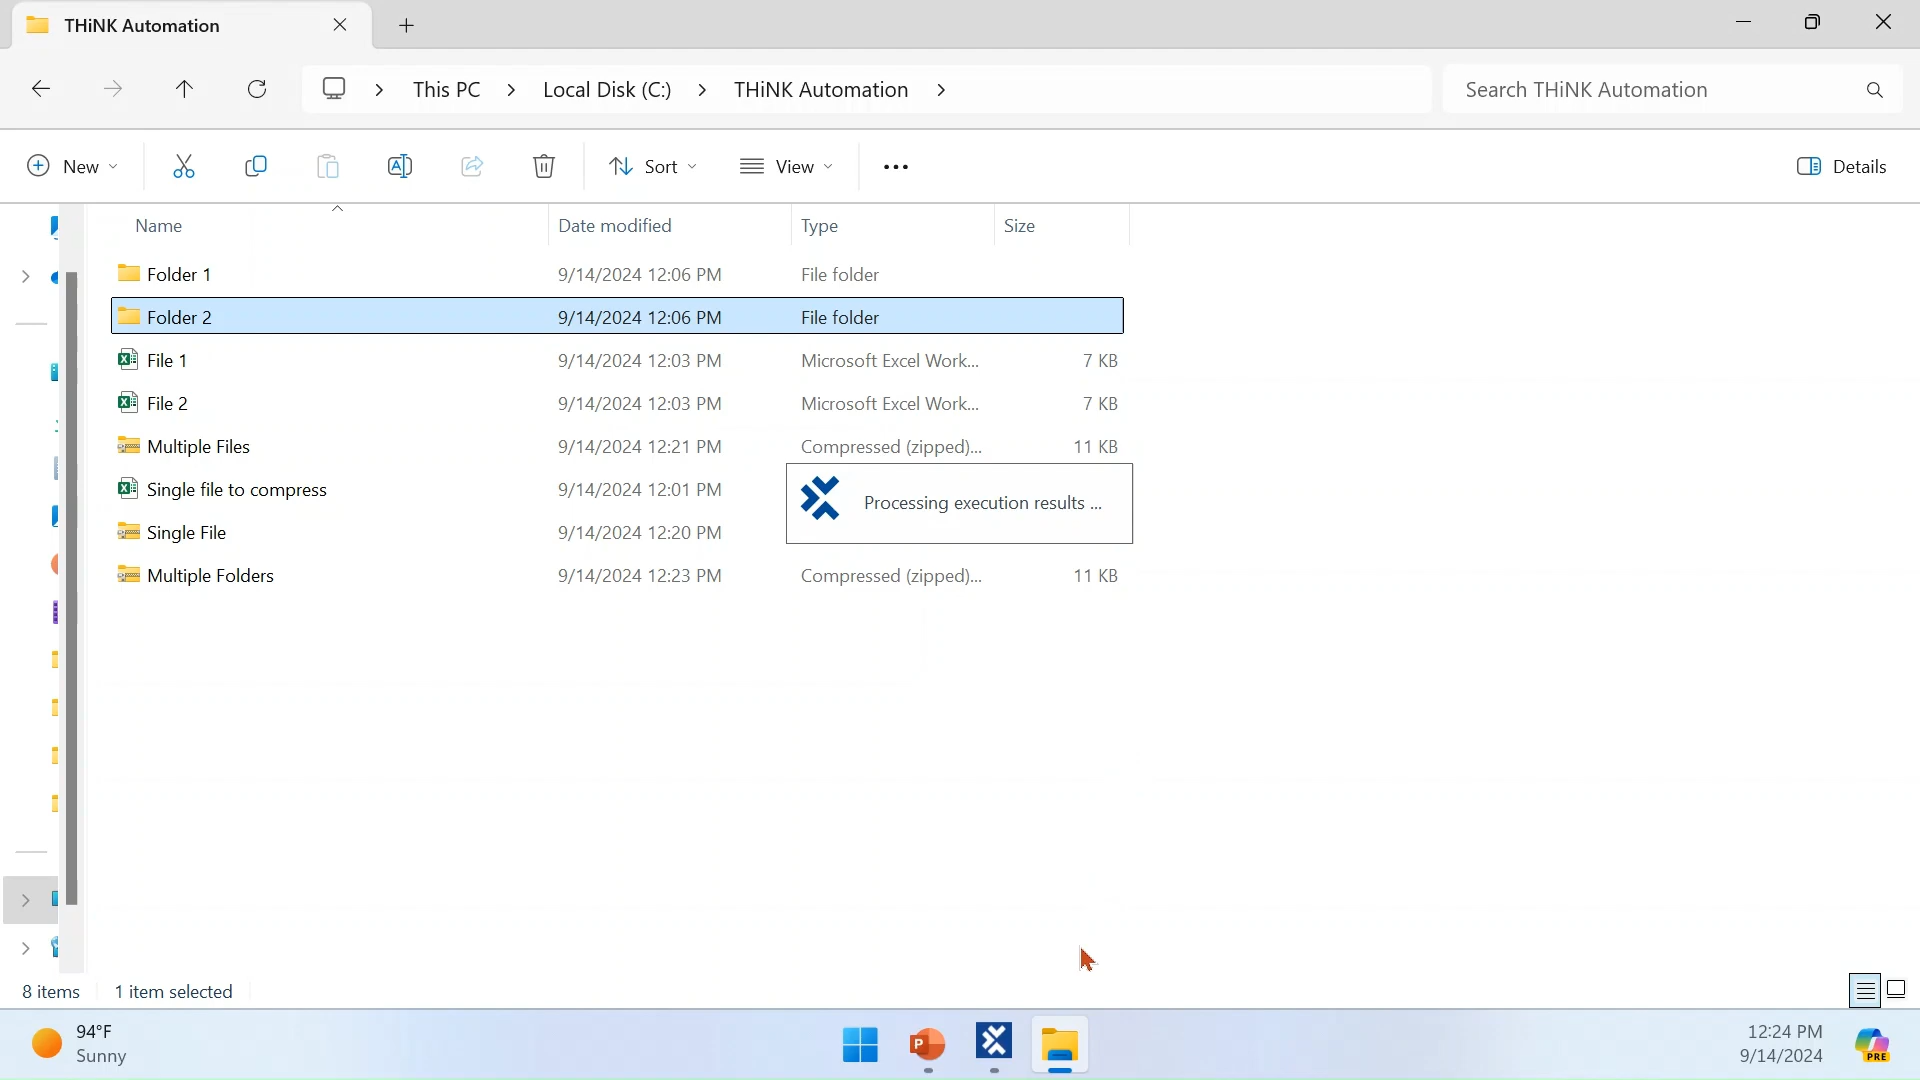 THiNK Automation
This PC > Local Disk (C:) > THiNK Automation >
Search THiNK Automation
New
Sort
View
Details
Name Date modified Type Size
Folder 1 9/14/2024 12:06 PM File folder
Folder 2 9/14/2024 12:06 PM File folder
File 1 9/14/2024 12:03 PM Microsoft Excel Work... 7 KB
File 2 9/14/2024 12:03 PM Microsoft Excel Work... 7 KB
Multiple Files 9/14/2024 12:21 PM Compressed (zipped)... 11 KB
Single file to compress 9/14/2024 12:01 PM
Processing execution results ...
Single File 9/14/2024 12:20 PM
Multiple Folders 9/14/2024 12:23 PM Compressed (zipped)... 11 KB
8 items 1 item selected
94°F
Sunny
P
12:24 PM
9/14/2024
PRE